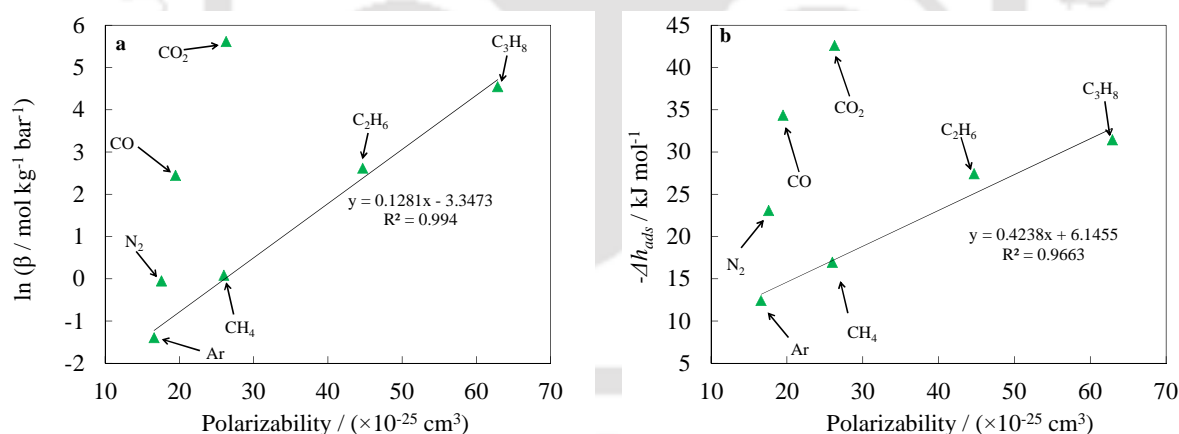 a
6
5
4
3
2
1
0
-1
-2
ln (β / mol kg⁻¹ bar⁻¹)
CO₂
C₃H₈
C₂H₆
CO
N₂
CH₄
Ar
y = 0.1281x - 3.3473
R² = 0.994
10 20 30 40 50 60 70
Polarizability / (×10⁻²⁵ cm³)
b
45
40
35
30
25
20
15
10
5
-Δh_ads / kJ mol⁻¹
CO₂
C₃H₈
C₂H₆
CO
N₂
CH₄
Ar
y = 0.4238x + 6.1455
R² = 0.9663
10 20 30 40 50 60 70
Polarizability / (×10⁻²⁵ cm³)